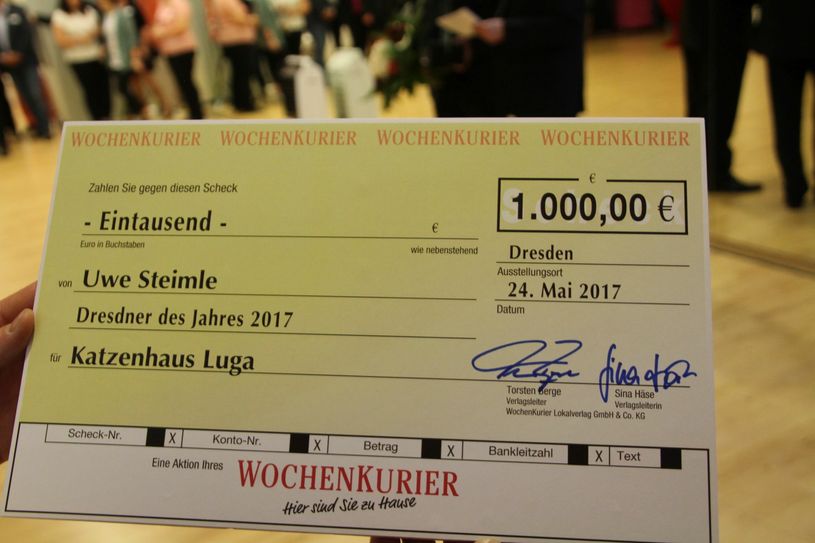 WOCHENKURIER WOCHENKURIER WOCHENKURIER WOCHENKURIER
Zahlen Sie gegen diesen Scheck
€
1.000,00 €
- Eintausend - €
Euro in Buchstaben wie nebenstehend
Dresden
Ausstellungsort
von Uwe Steimle
24. Mai 2017
Datum
Dresdner des Jahres 2017
für Katzenhaus Luga
Torsten Berge
Verlagsleiter
Sina Häse
Verlagsleiterin
WochenKurier Lokalverlag GmbH & Co. KG
Scheck-Nr. X Konto-Nr. X Betrag X Bankleitzahl X Text
Eine Aktion Ihres WOCHENKURIER
Hier sind Sie zu Hause